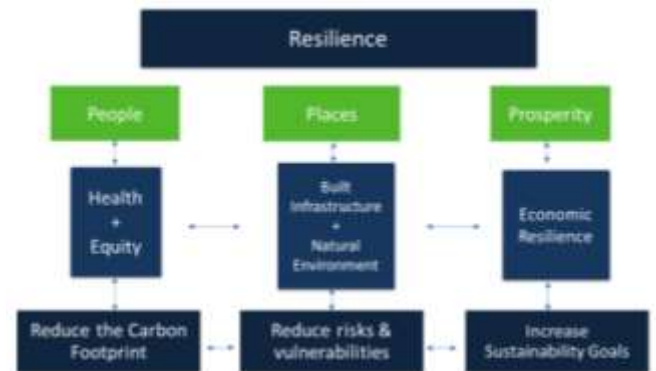 Resilience
People
Places
Prosperity
Health
+
Equity
Built
Infrastructure
+
Natural
Environment
Economic
Resilience
Reduce the Carbon
Footprint
Reduce risks &
vulnerabilities
Increase
Sustainability Goals